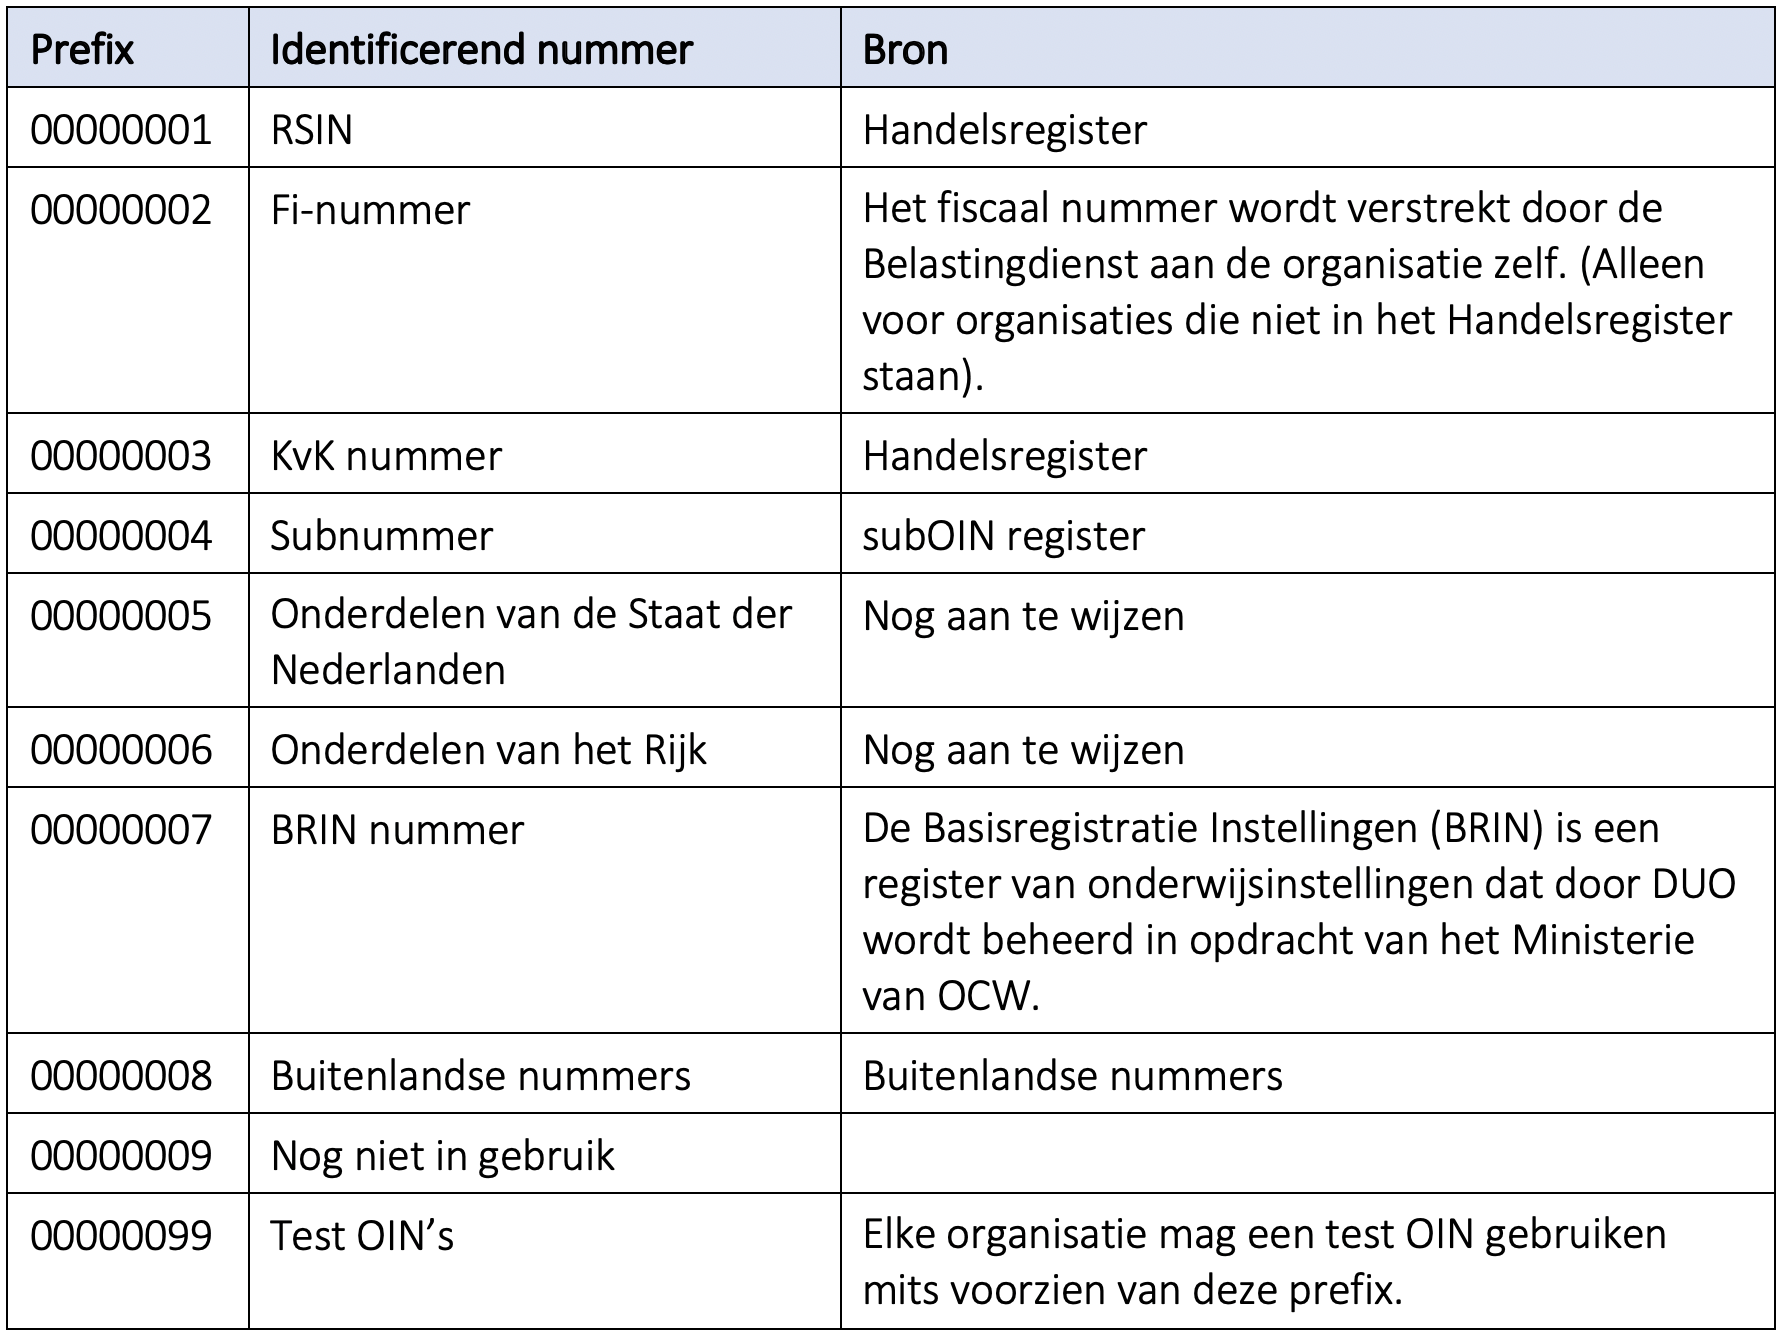 Prefix Identificerend nummer Bron
00000001 RSIN Handelsregister
00000002 Fi-nummer Het fiscaal nummer wordt verstrekt door de
Belastingdienst aan de organisatie zelf. (Alleen
voor organisaties die niet in het Handelsregister
staan).
00000003 KvK nummer Handelsregister
00000004 Subnummer subOIN register
00000005 Onderdelen van de Staat der Nog aan te wijzen
Nederlanden
00000006 Onderdelen van het Rijk Nog aan te wijzen
00000007 BRIN nummer De Basisregistratie Instellingen (BRIN) is een
register van onderwijsinstellingen dat door DUO
wordt beheerd in opdracht van het Ministerie
van OCW.
00000008 Buitenlandse nummers Buitenlandse nummers
00000009 Nog niet in gebruik
00000099 Test OIN’s Elke organisatie mag een test OIN gebruiken
mits voorzien van deze prefix.